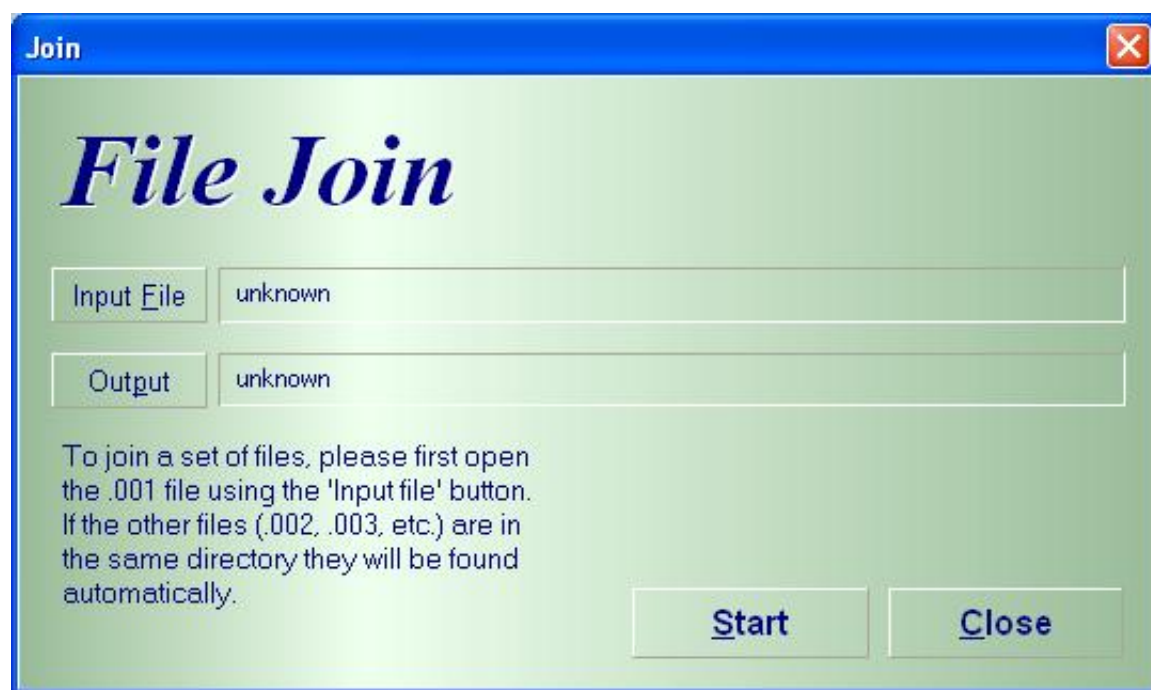 Join
File Join
Input File
unknown
Output
unknown
To join a set of files, please first open
the .001 file using the 'Input file' button.
If the other files (.002, .003, etc.) are in
the same directory they will be found
automatically.
Start
Close